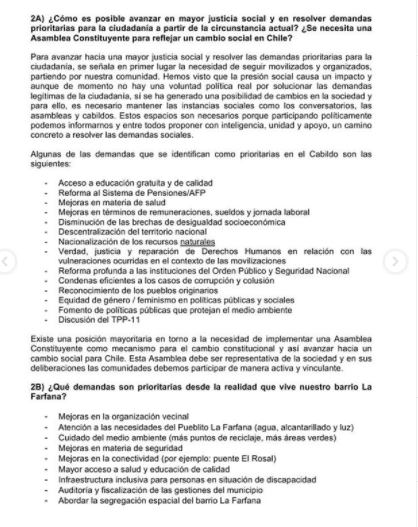 2A) ¿Cómo es posible avanzar en mayor justicia social y en resolver demandas
prioritarias para la ciudadanía a partir de la circunstancia actual? ¿Se necesita una
Asamblea Constituyente para reflejar un cambio social en Chile?
Para avanzar hacia una mayor justicia social y resolver las demandas prioritarias para la
ciudadanía, se señala en primer lugar la necesidad de seguir movilizados y organizados,
partiendo por nuestra comunidad. Hemos visto que la presión social causa un impacto y
aunque de momento no hay una voluntad política real por solucionar las demandas
legítimas de la ciudadanía, sí se ha generado una posibilidad de cambios en la sociedad y
para ello, es necesario mantener las instancias sociales como los conversatorios, las
asambleas y cabildos. Estos espacios son necesarios porque participando políticamente
podemos informarnos y entre todos proponer con inteligencia, unidad y apoyo, un camino
concreto a resolver las demandas sociales.
Algunas de las demandas que se identifican como prioritarias en el Cabildo son las
siguientes:
- Acceso a educación gratuita y de calidad
- Reforma al Sistema de Pensiones/AFP
- Mejoras en materia de salud
- Mejoras en términos de remuneraciones, sueldos y jornada laboral
- Disminución de las brechas de desigualdad socioeconómica
- Descentralización del territorio nacional
- Nacionalización de los recursos naturales
- Verdad, justicia y reparación de Derechos Humanos en relación con las
vulneraciones ocurridas en el contexto de las movilizaciones
- Reforma profunda a las instituciones del Orden Público y Seguridad Nacional
- Condenas eficientes a los casos de corrupción y colusión
- Reconocimiento de los pueblos originarios
- Equidad de género / feminismo en políticas públicas y sociales
- Fomento de políticas públicas que protejan el medio ambiente
- Discusión del TPP-11
Existe una posición mayoritaria en torno a la necesidad de implementar una Asamblea
Constituyente como mecanismo para el cambio constitucional y así avanzar hacia un
cambio social para Chile. Esta Asamblea debe ser representativa de la sociedad y en sus
deliberaciones las comunidades debemos participar de manera activa y vinculante.
2B) ¿Qué demandas son prioritarias desde la realidad que vive nuestro barrio La
Farfana?
- Mejoras en la organización vecinal
- Atención a las necesidades del Pueblito La Farfana (agua, alcantarillado y luz)
- Cuidado del medio ambiente (más puntos de reciclaje, más áreas verdes)
- Mejoras en materia de seguridad
- Mejoras en la conectividad (por ejemplo: puente El Rosal)
- Mayor acceso a salud y educación de calidad
- Infraestructura inclusiva para personas en situación de discapacidad
- Auditoría y fiscalización de las gestiones del municipio
- Abordar la segregación espacial del barrio La Farfana